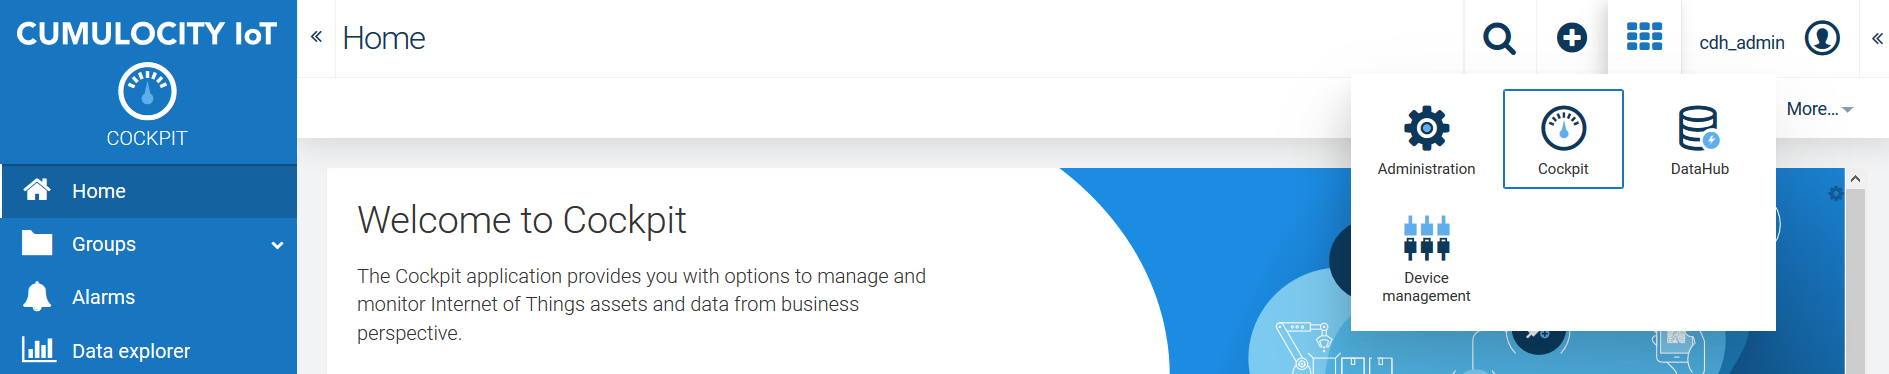 CUMULOCITY IoT
COCKPIT
Home
Groups
Alarms
Data explorer
Home
cdh_admin
More...
Administration
Cockpit
DataHub
Device
management
Welcome to Cockpit
The Cockpit application provides you with options to manage and
monitor Internet of Things assets and data from business
perspective.